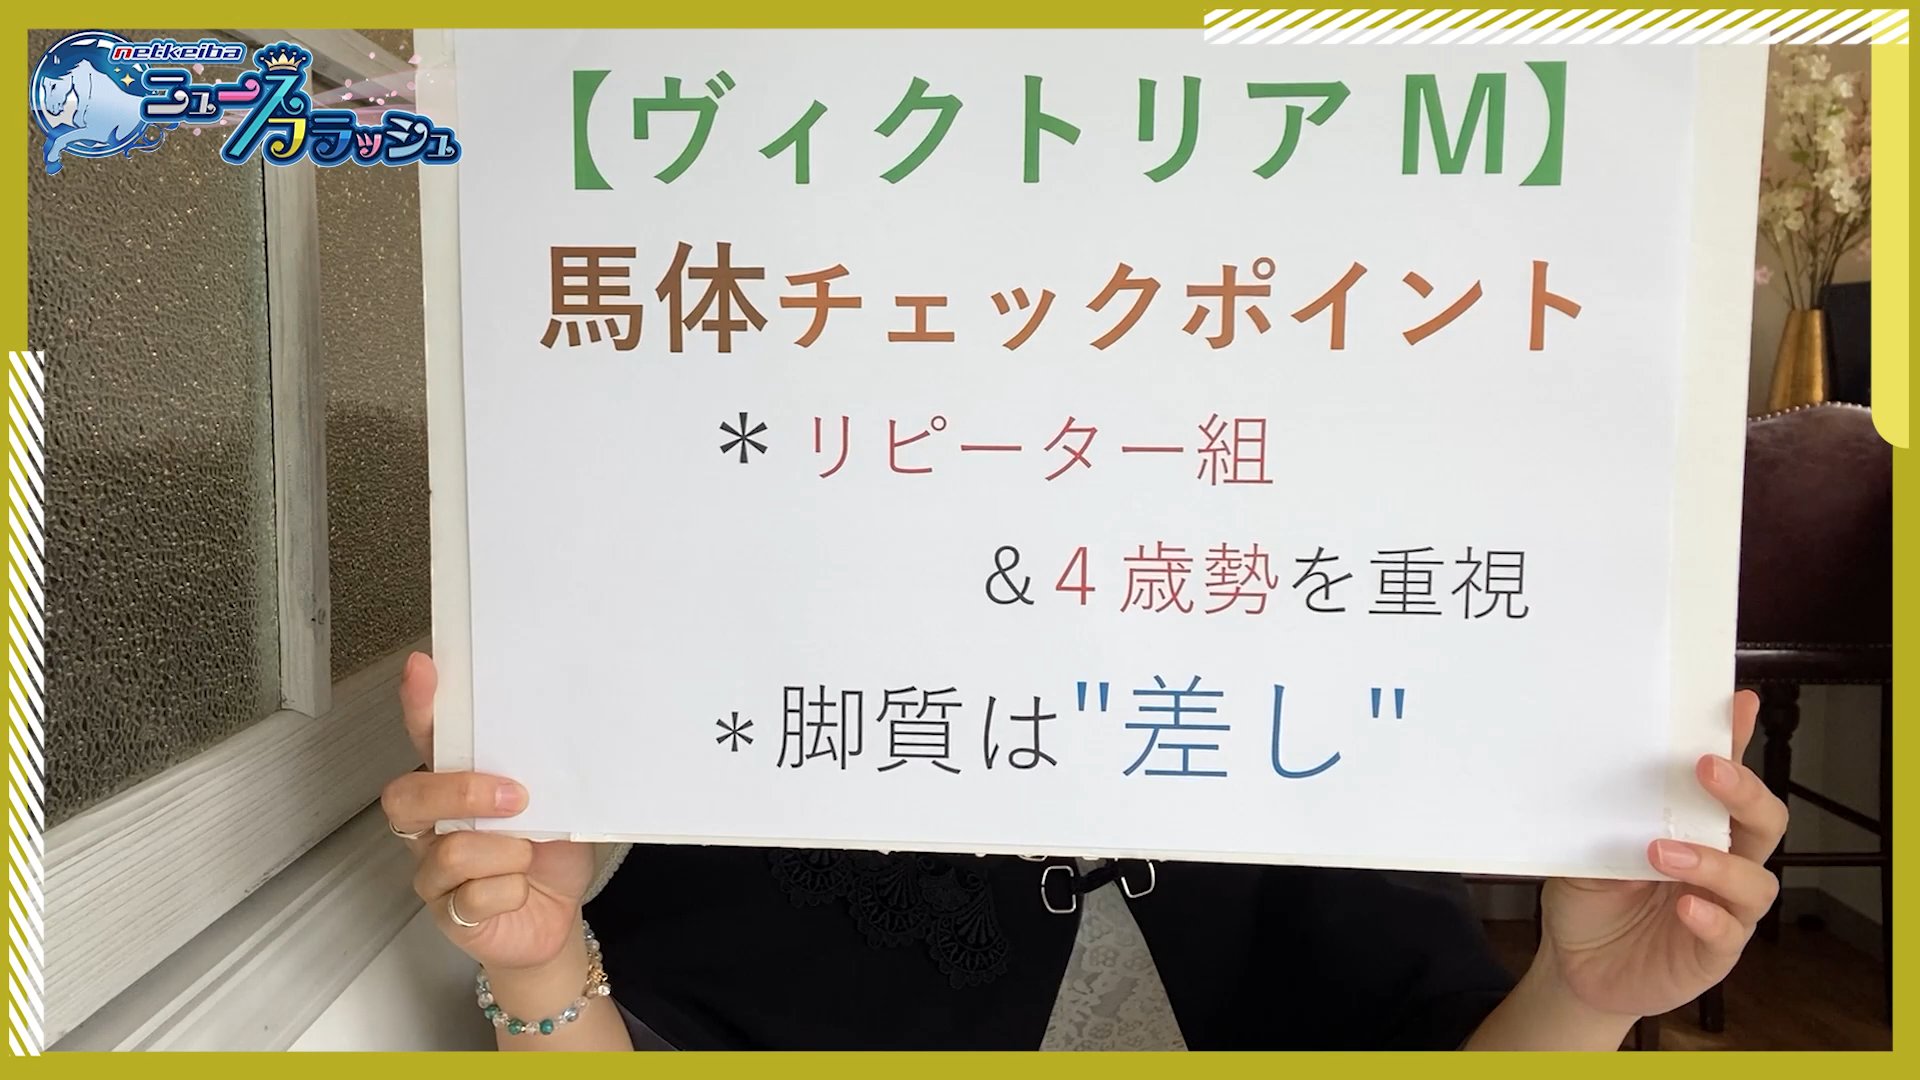 netkeiba
ニュースクラッシュ
【ヴィクトリアM】
馬体チェックポイント
＊リピーター組
＆4歳勢を重視
＊脚質は"差し"